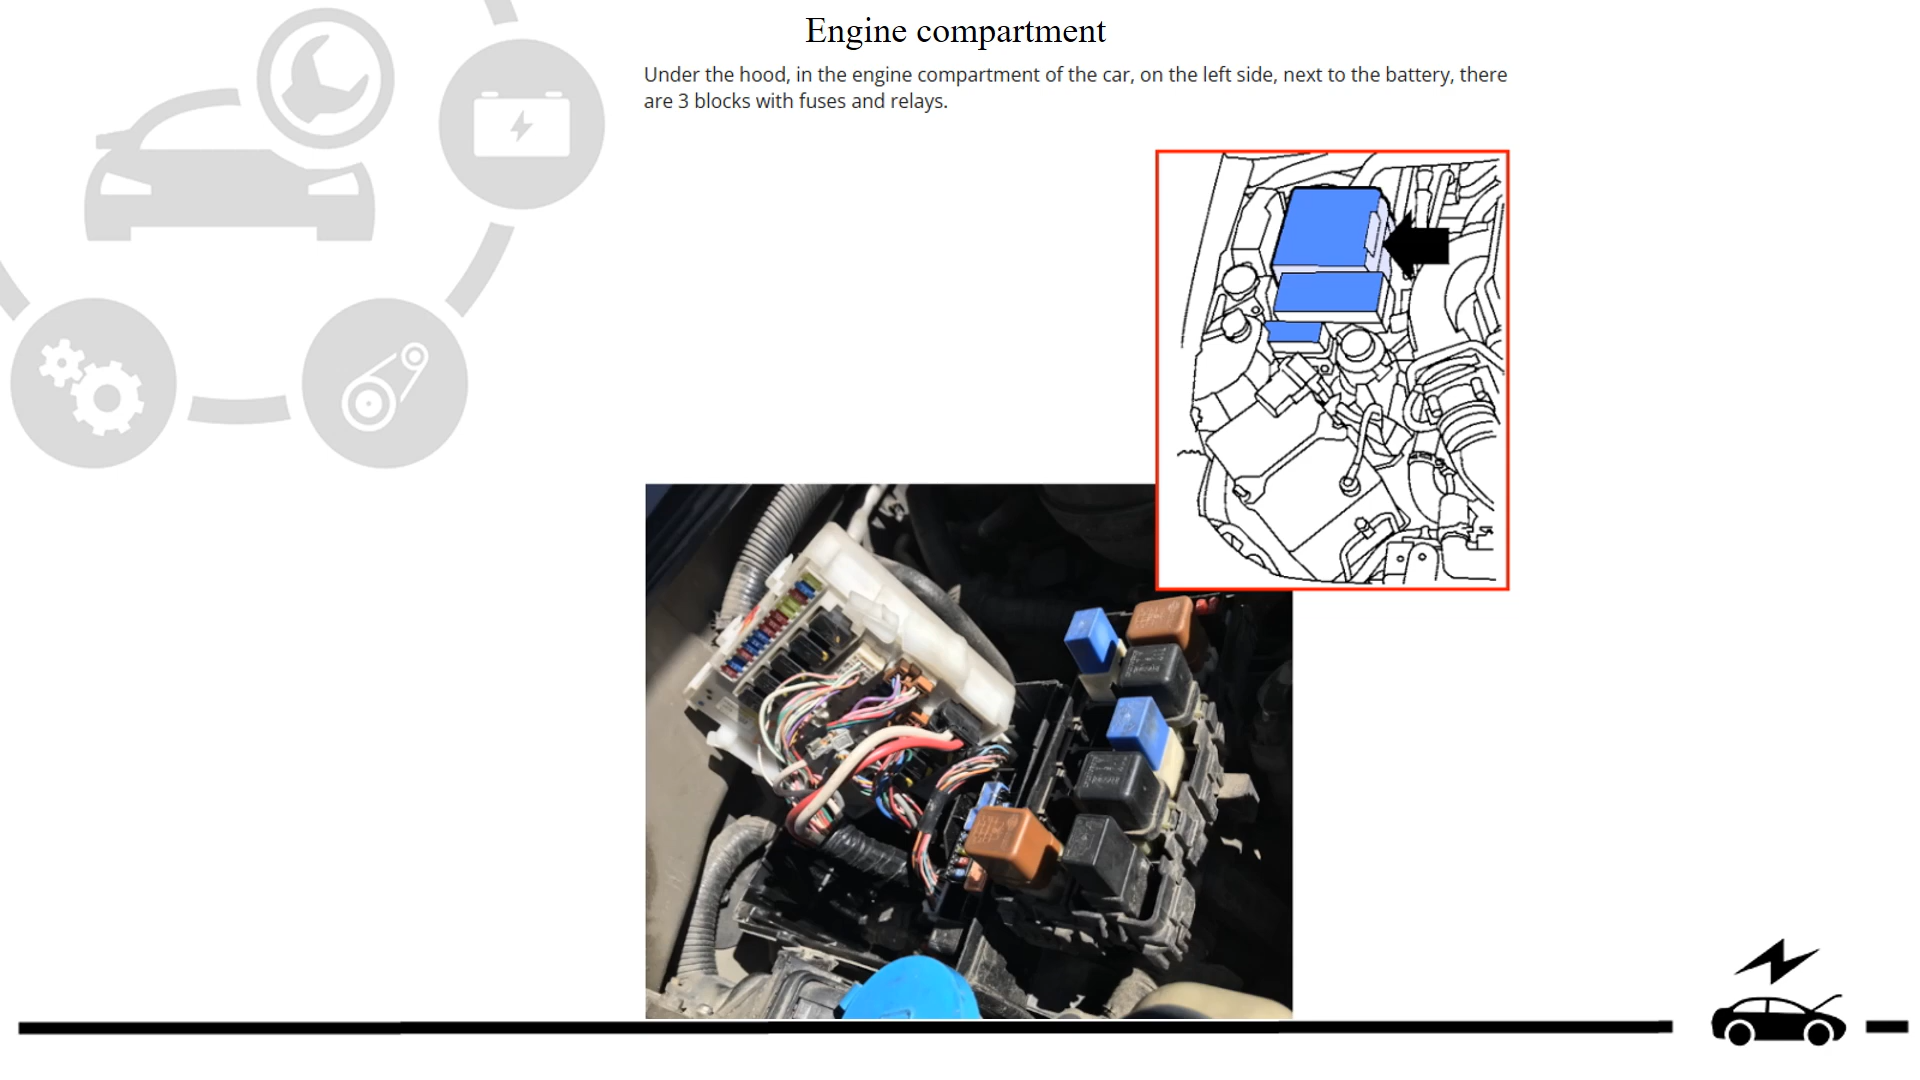 Engine compartment
Under the hood, in the engine compartment of the car, on the left side, next to the battery, there
are 3 blocks with fuses and relays.